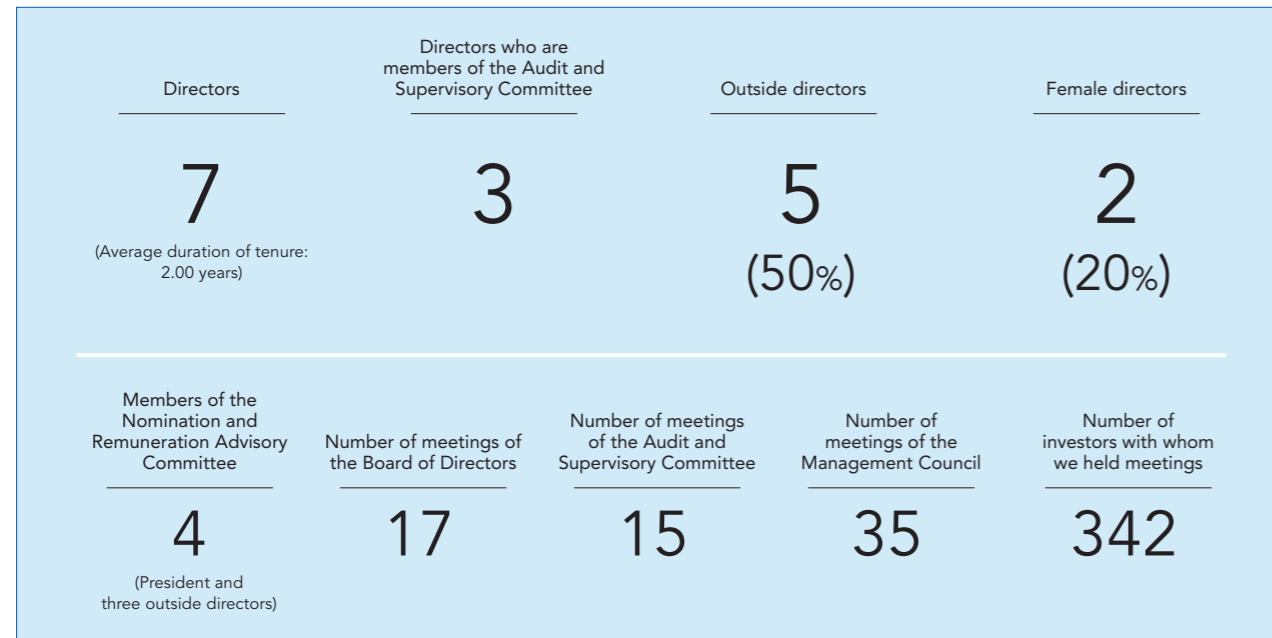 Directors
7
(Average duration of tenure:
2.00 years)
Directors who are
members of the Audit and
Supervisory Committee
3
Outside directors
5
(50%)
Female directors
2
(20%)
Members of the
Nomination and
Remuneration Advisory
Committee
4
(President and
three outside directors)
Number of meetings of
the Board of Directors
17
Number of meetings
of the Audit and
Supervisory Committee
15
Number of
meetings of the
Management Council
35
Number of
investors with whom
we held meetings
342